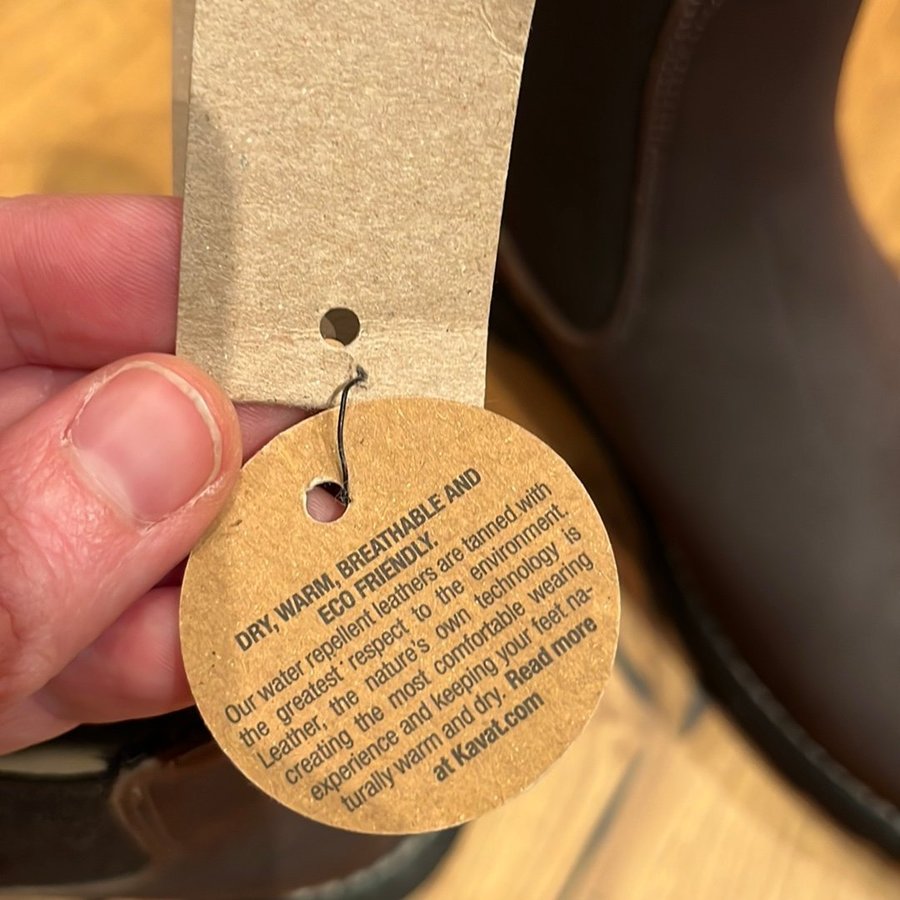 DRY, WARM, BREATHABLE AND
ECO FRIENDLY.
Our water repellent leathers are tanned with
the greatest respect to the environment.
Leather, the nature's own technology is
creating the most comfortable wearing
experience and keeping your feet na-
turally warm and dry. Read more
at Kavat.com